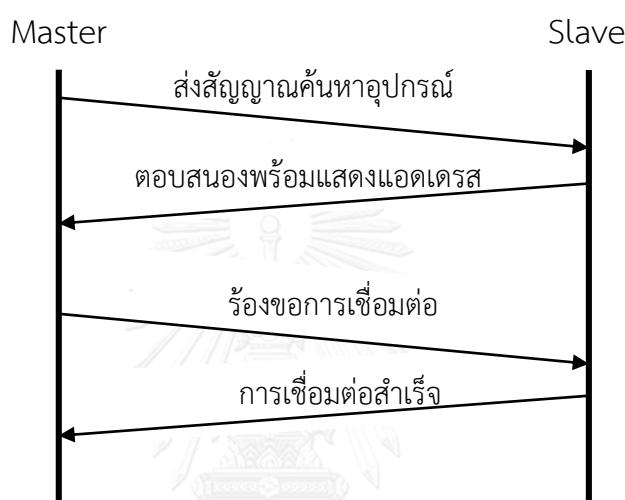 Master
Slave
ส่งสัญญาณค้นหาอุปกรณ์
ตอบสนองพร้อมแสดงแอดเดรส
ร้องขอการเชื่อมต่อ
การเชื่อมต่อสำเร็จ